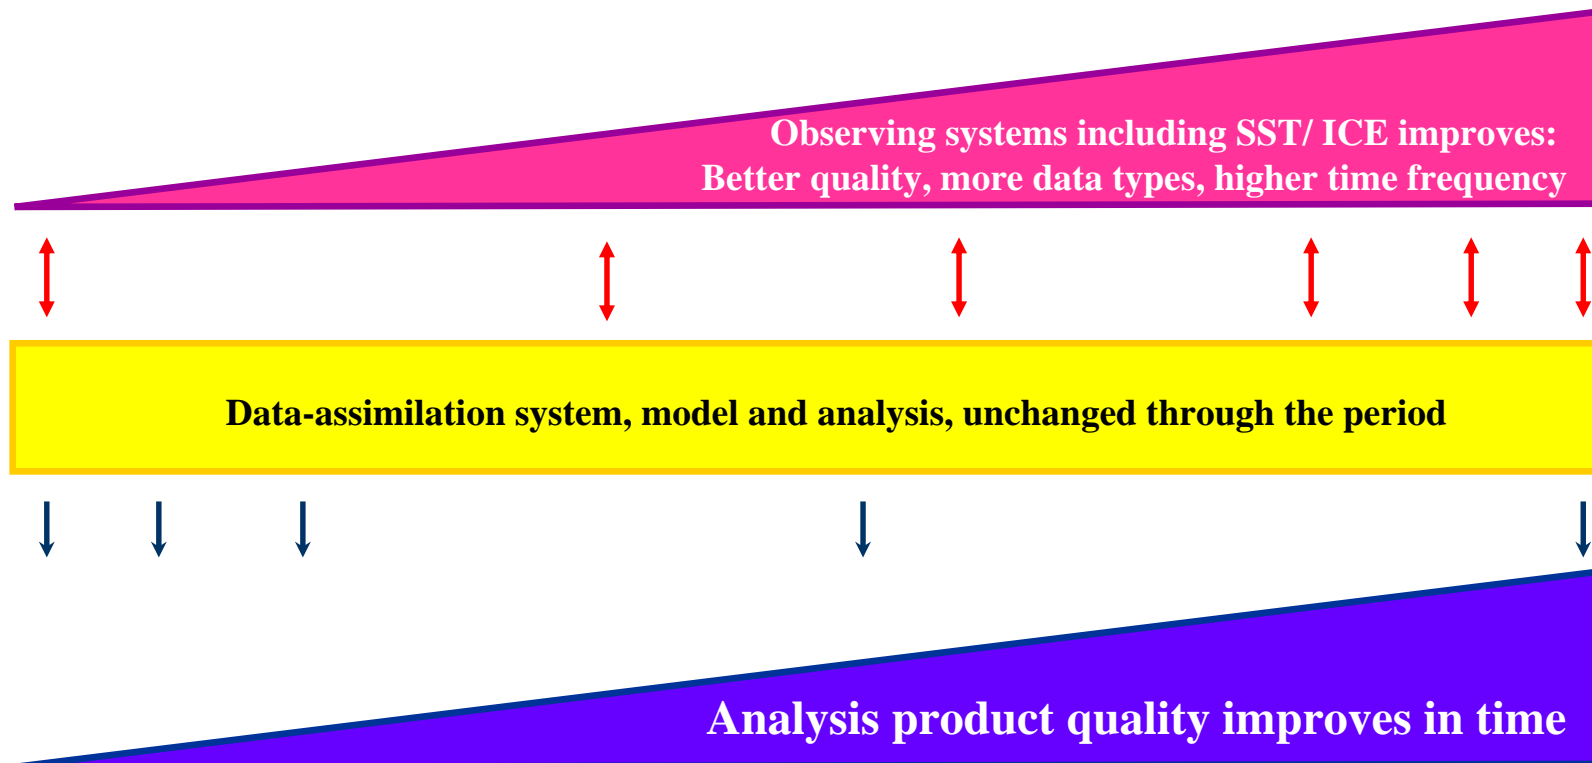 Observing systems including SST/ ICE improves:
Better quality, more data types, higher time frequency
Data-assimilation system, model and analysis, unchanged through the period
Analysis product quality improves in time